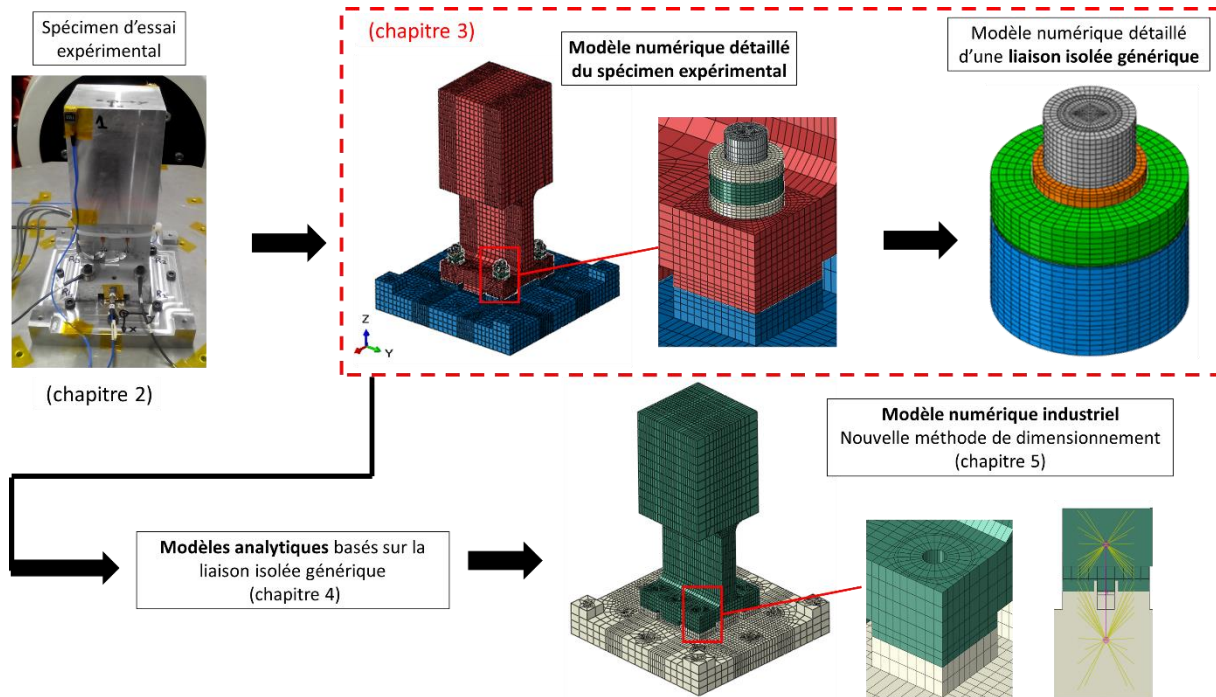 Spécimen d'essai
expérimental
(chapitre 2)
(chapitre 3)
Modèle numérique détaillé
du spécimen expérimental
Modèle numérique détaillé
d'une liaison isolée générique
Z
Y
Modèles analytiques basés sur la
liaison isolée générique
(chapitre 4)
Modèle numérique industriel
Nouvelle méthode de dimensionnement
(chapitre 5)